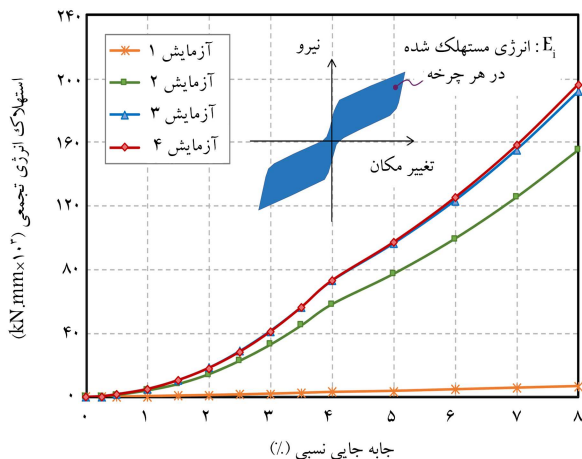 استهلاک انرژی تجمعی (kN.mm×۱۰³)
۲۴۰
۲۰۰
۱۶۰
۱۲۰
۸۰
۴۰
۰
آزمایش ۱
آزمایش ۲
آزمایش ۳
آزمایش ۴
نیرو
تغییر مکان
Eᵢ: انرژی مستهلک شده
در هر چرخه
۰ ۱ ۲ ۳ ۴ ۵ ۶ ۷ ۸
جابه جایی نسبی (٪)